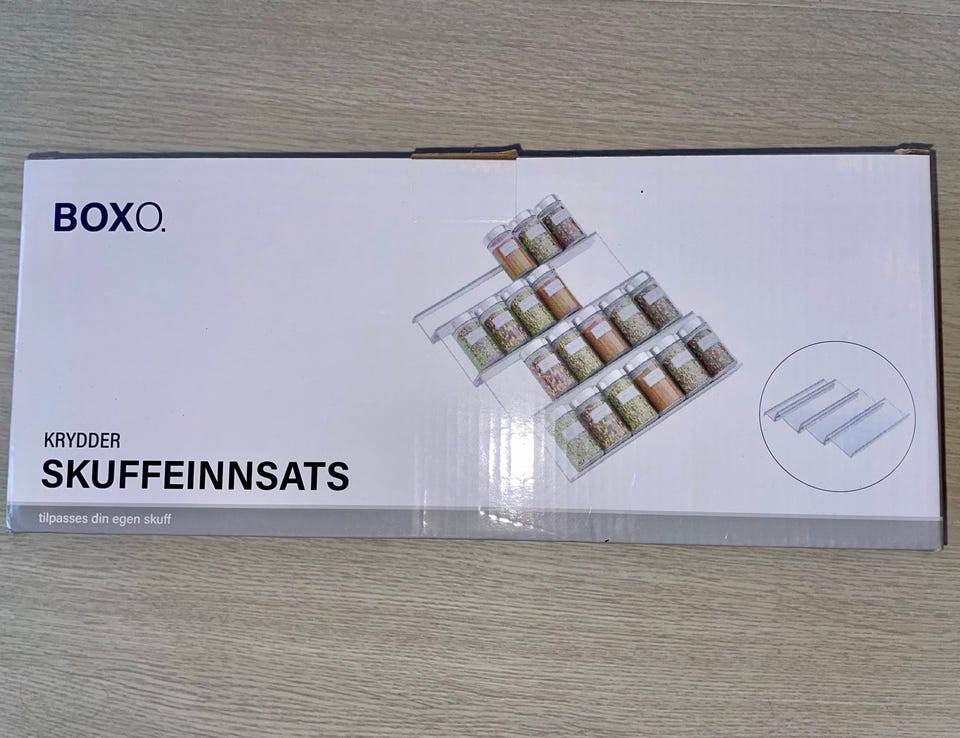 BOXO.
KRYDDER
SKUFFEINNSATS
tilpasses din egen skuff